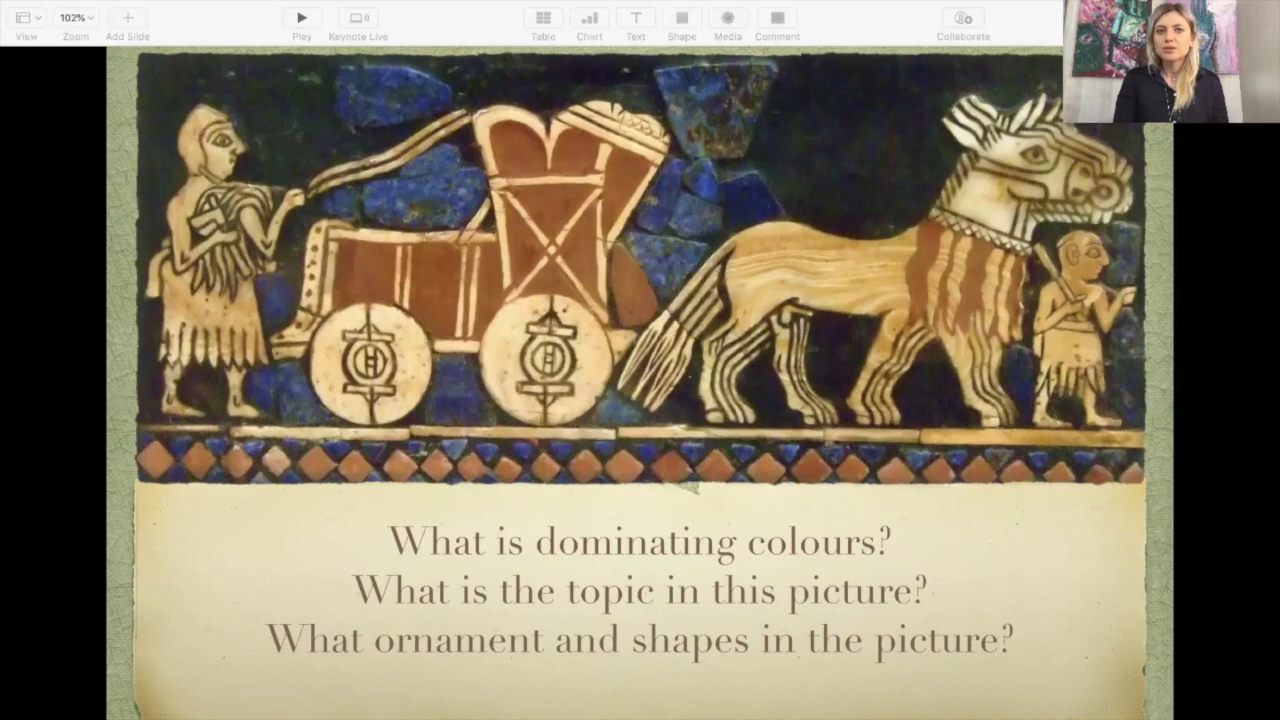 102%
View
Zoom
Add Slide
Play
Keynote Live
Table
Chart
Text
Shape
Media
Comment
Collaborate
What is dominating colours?
What is the topic in this picture?
What ornament and shapes in the picture?